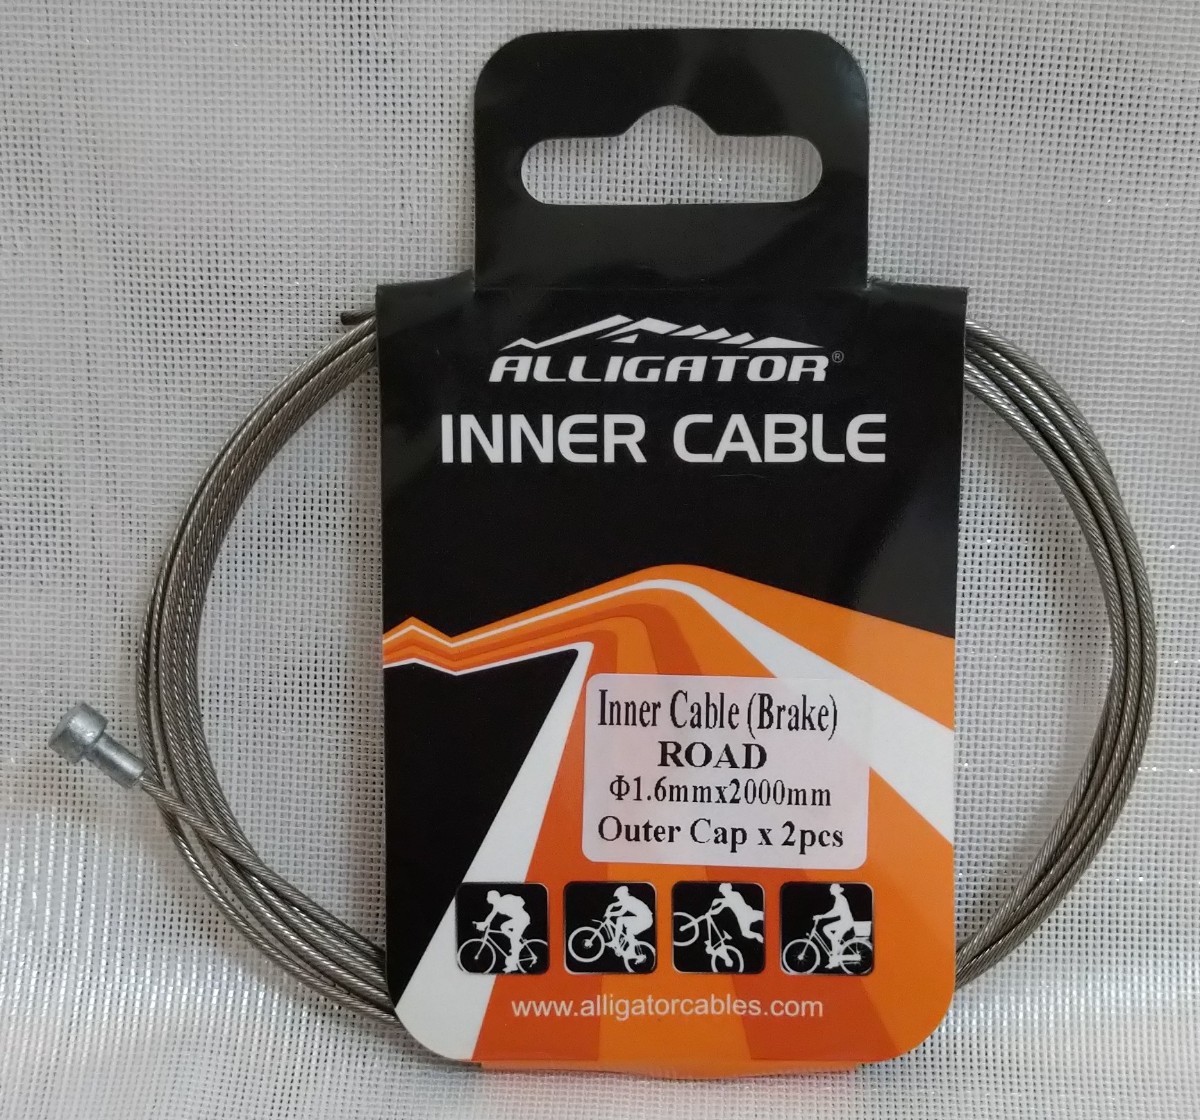 ALLIGATOR®
INNER CABLE
Inner Cable (Brake)
ROAD
Φ1.6mmx2000mm
Outer Cap x 2pcs
www.alligatorcables.com